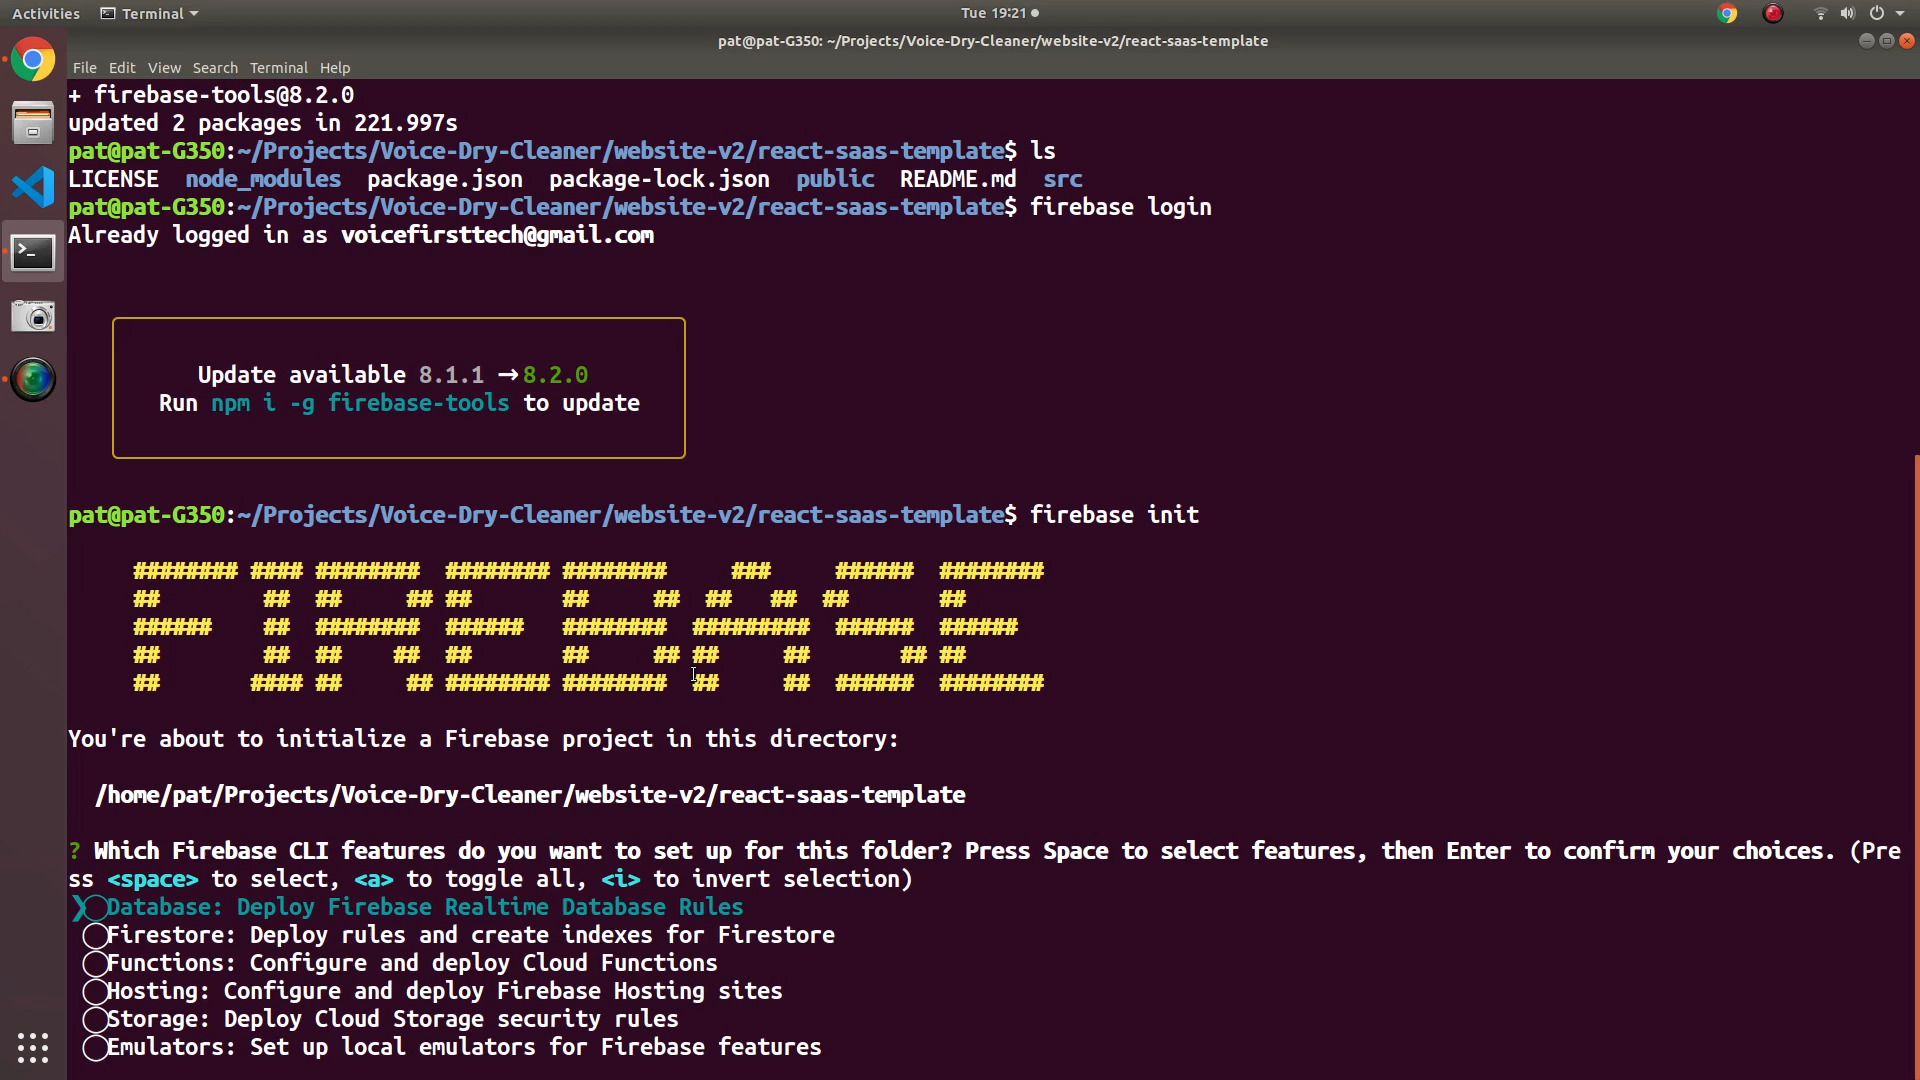 Activities Terminal Tue 19:21
pat@pat-G350: ~/Projects/Voice-Dry-Cleaner/website-v2/react-saas-template
File Edit View Search Terminal Help
+ firebase-tools@8.2.0
updated 2 packages in 221.997s
pat@pat-G350:~/Projects/Voice-Dry-Cleaner/website-v2/react-saas-template$ ls
LICENSE node_modules package.json package-lock.json public README.md src
pat@pat-G350:~/Projects/Voice-Dry-Cleaner/website-v2/react-saas-template$ firebase login
Already logged in as voicefirsttech@gmail.com
Update available 8.1.1 → 8.2.0
Run npm i -g firebase-tools to update
pat@pat-G350:~/Projects/Voice-Dry-Cleaner/website-v2/react-saas-template$ firebase init
######## #### ######## ######## ######## ### ###### ########
## ## ## ## ## ## ## ## ## ## ##
###### ## ######## ###### ######## ######### ###### ######
## ## ## ## ## ## ## ## ## ## ##
## #### ## ## ######## ######## ## ## ###### ########
You're about to initialize a Firebase project in this directory:
/home/pat/Projects/Voice-Dry-Cleaner/website-v2/react-saas-template
? Which Firebase CLI features do you want to set up for this folder? Press Space to select features, then Enter to confirm your choices. (Pre
ss <space> to select, <a> to toggle all, <i> to invert selection)
❯◯Database: Deploy Firebase Realtime Database Rules
◯Firestore: Deploy rules and create indexes for Firestore
◯Functions: Configure and deploy Cloud Functions
◯Hosting: Configure and deploy Firebase Hosting sites
◯Storage: Deploy Cloud Storage security rules
◯Emulators: Set up local emulators for Firebase features